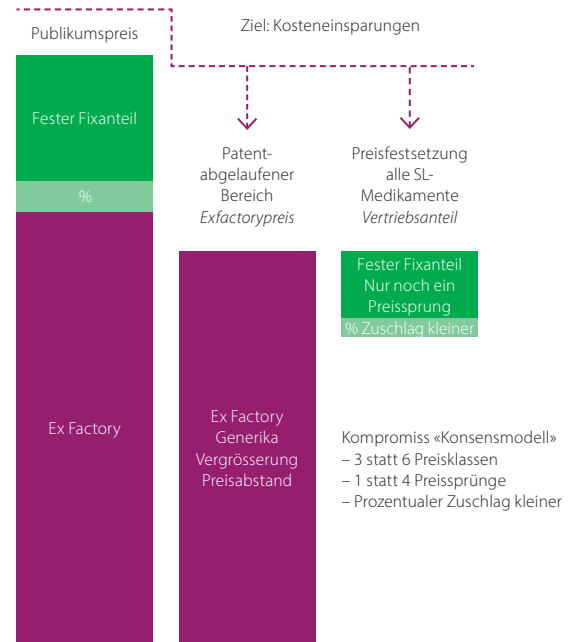 Publikumspreis
Ziel: Kosteneinsparungen
Fester Fixanteil
%
Ex Factory
Patent-
abgelaufener
Bereich
Exfactorypreis
Ex Factory
Generika
Vergrösserung
Preisabstand
Preisfestsetzung
alle SL-
Medikamente
Vertriebsanteil
Fester Fixanteil
Nur noch ein
Preissprung
% Zuschlag kleiner
Kompromiss «Konsensmodell»
– 3 statt 6 Preisklassen
– 1 statt 4 Preissprünge
– Prozentualer Zuschlag kleiner